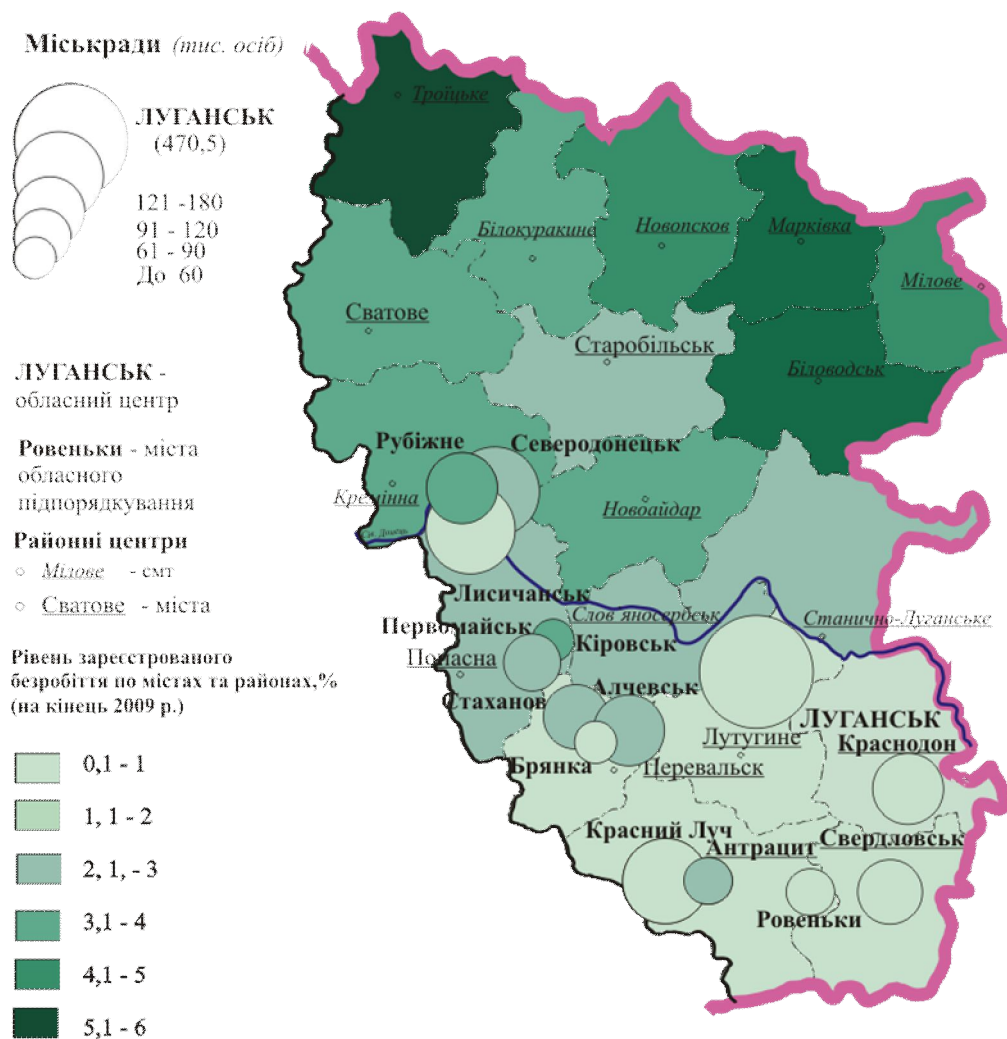 Міськради (тис. осіб)
ЛУГАНСЬК
(470,5)
121 -180
91 - 120
61 - 90
До 60
ЛУГАНСЬК -
обласний центр
Ровеньки - міста
обласного
підпорядкування
Районні центри
Мілове - смт
Сватове - міста
Рівень зареєстрованого
безробіття по містах та районах,%
(на кінець 2009 р.)
0,1 - 1
1, 1 - 2
2, 1, - 3
3,1 - 4
4,1 - 5
5,1 - 6
Троїцьке
Білокуракине
Новопсков
Марківка
Мілове
Сватове
Старобільськ
Біловодськ
Рубіжне
Северодонецьк
Кремінна
Новоайдар
Сів. Донець
Лисичанськ
Слов яносербськ
Станично-Луганське
Первомайськ
Кіровськ
Попасна
Стаханов
Алчевськ
ЛУГАНСЬК
Лутугине
Краснодон
Брянка
Перевальск
Красний Луч
Антрацит
Свердловськ
Ровеньки